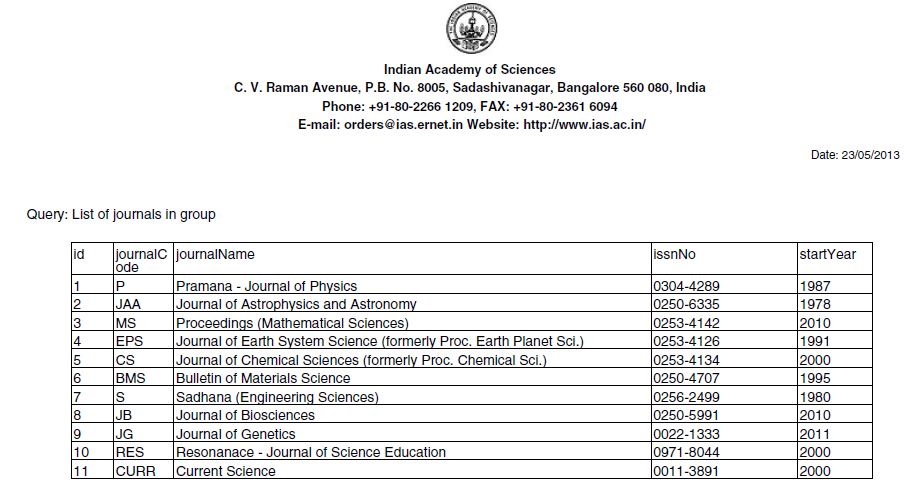 Indian Academy of Sciences
C. V. Raman Avenue, P.B. No. 8005, Sadashivanagar, Bangalore 560 080, India
Phone: +91-80-2266 1209, FAX: +91-80-2361 6094
E-mail: orders@ias.ernet.in Website: http://www.ias.ac.in/
Date: 23/05/2013
Query: List of journals in group
id journalCode journalName issnNo startYear
1 P Pramana - Journal of Physics 0304-4289 1987
2 JAA Journal of Astrophysics and Astronomy 0250-6335 1978
3 MS Proceedings (Mathematical Sciences) 0253-4142 2010
4 EPS Journal of Earth System Science (formerly Proc. Earth Planet Sci.) 0253-4126 1991
5 CS Journal of Chemical Sciences (formerly Proc. Chemical Sci.) 0253-4134 2000
6 BMS Bulletin of Materials Science 0250-4707 1995
7 S Sadhana (Engineering Sciences) 0256-2499 1980
8 JB Journal of Biosciences 0250-5991 2010
9 JG Journal of Genetics 0022-1333 2011
10 RES Resonanace - Journal of Science Education 0971-8044 2000
11 CURR Current Science 0011-3891 2000